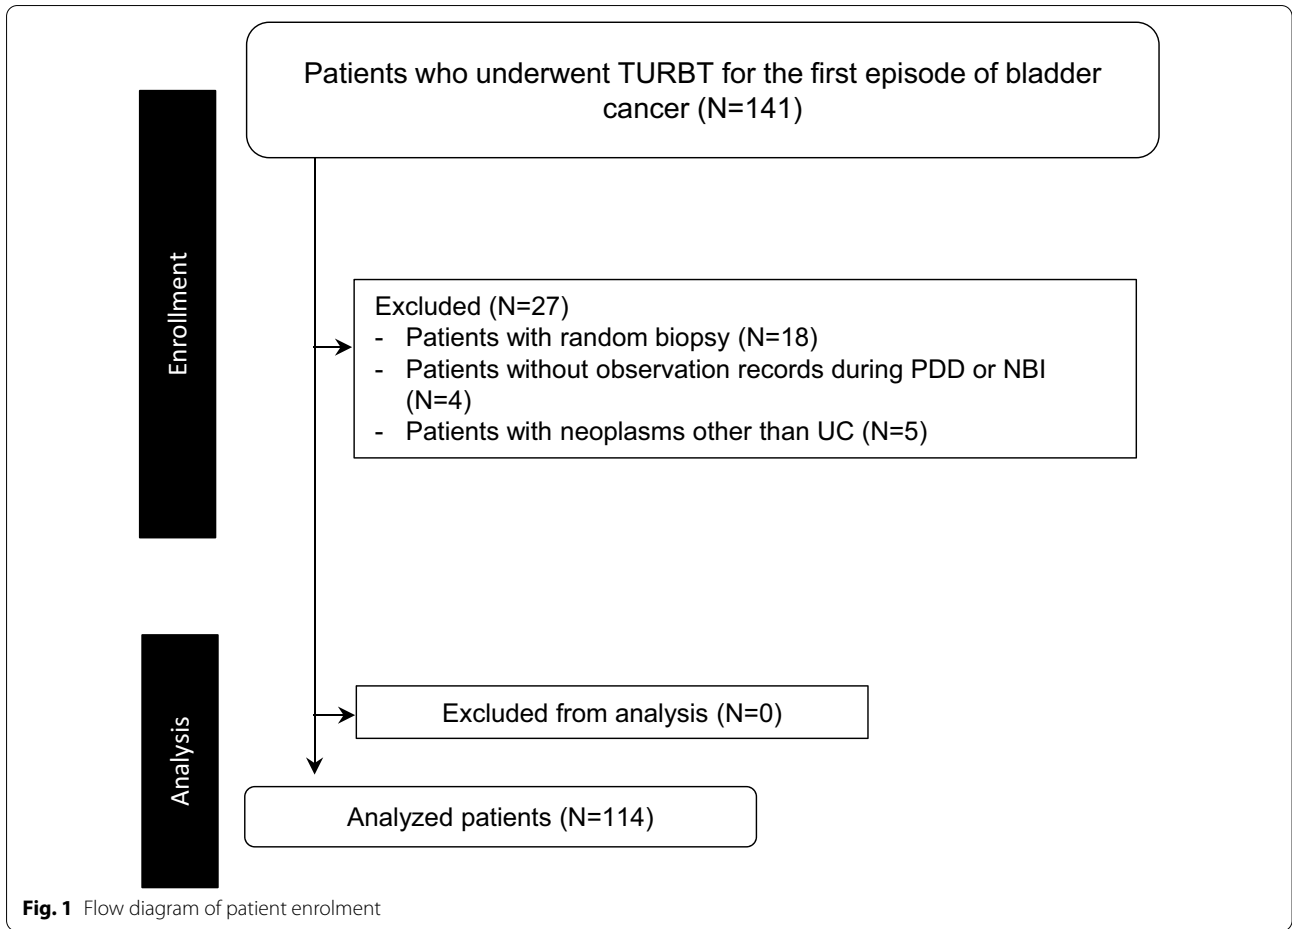 Patients who underwent TURBT for the first episode of bladder
cancer (N=141)
Enrollment
Excluded (N=27)
- Patients with random biopsy (N=18)
- Patients without observation records during PDD or NBI
(N=4)
- Patients with neoplasms other than UC (N=5)
Analysis
Excluded from analysis (N=0)
Analyzed patients (N=114)
Fig. 1 Flow diagram of patient enrolment